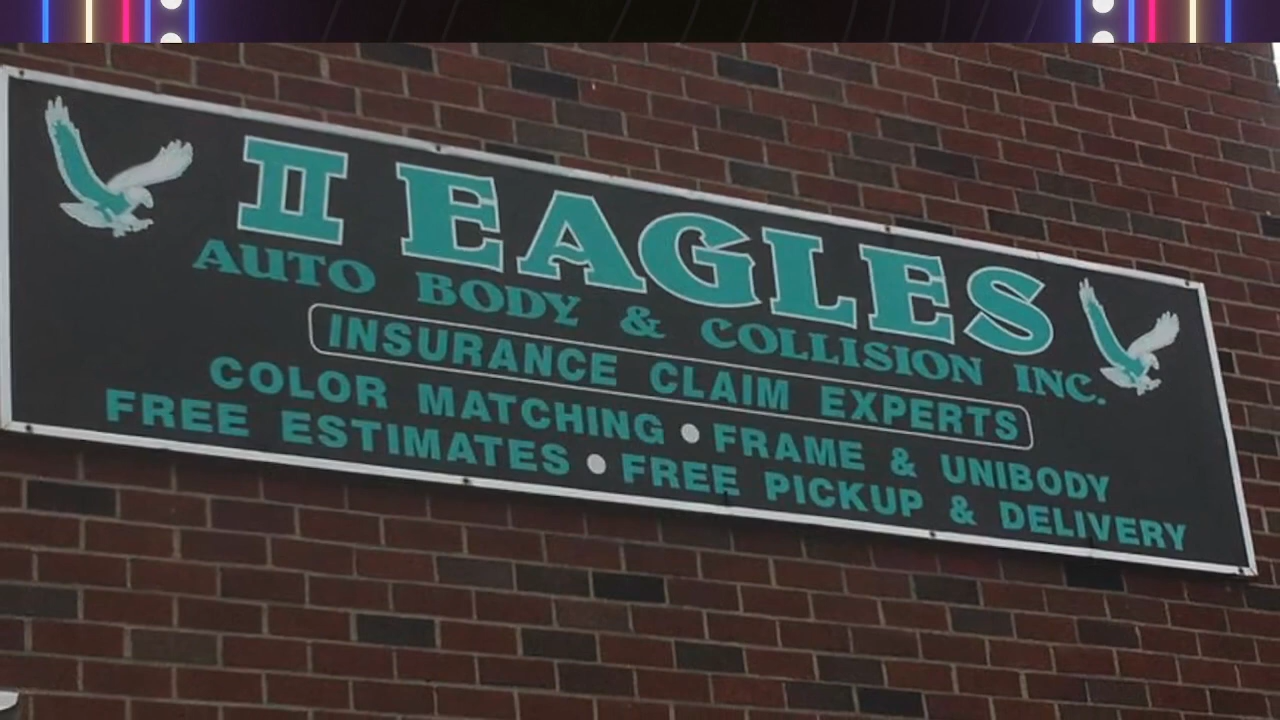 II EAGLES
AUTO BODY & COLLISION INC.
INSURANCE CLAIM EXPERTS
COLOR MATCHING • FRAME & UNIBODY
FREE ESTIMATES • FREE PICKUP & DELIVERY